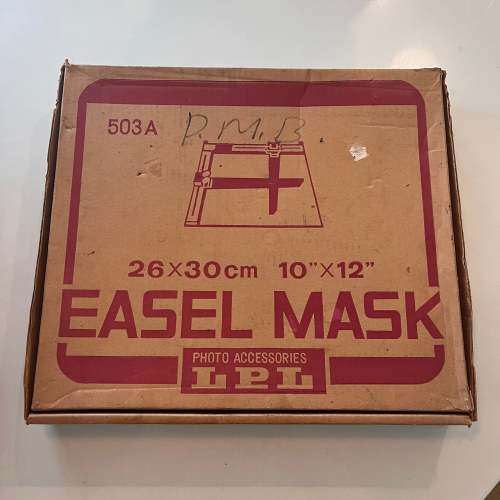 503A P.M.B.
26×30cm 10"×12"
EASEL MASK
PHOTO ACCESSORIES
LPL